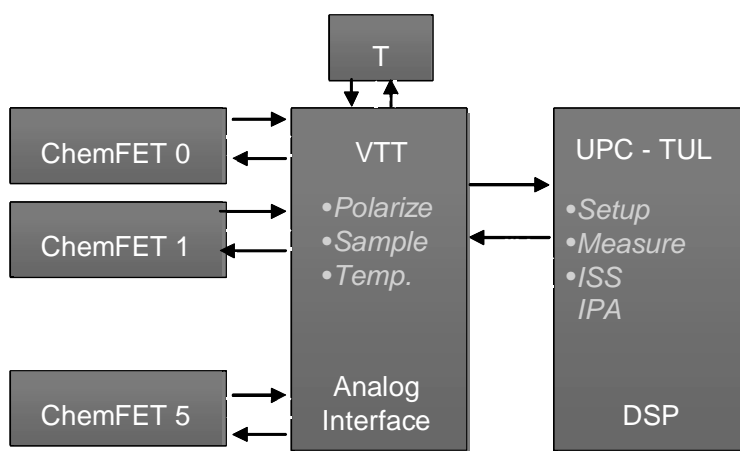 T
ChemFET 0
ChemFET 1
ChemFET 5
VTT
•Polarize
•Sample
•Temp.
Analog
Interface
UPC - TUL
•Setup
•Measure
•ISS
IPA
DSP